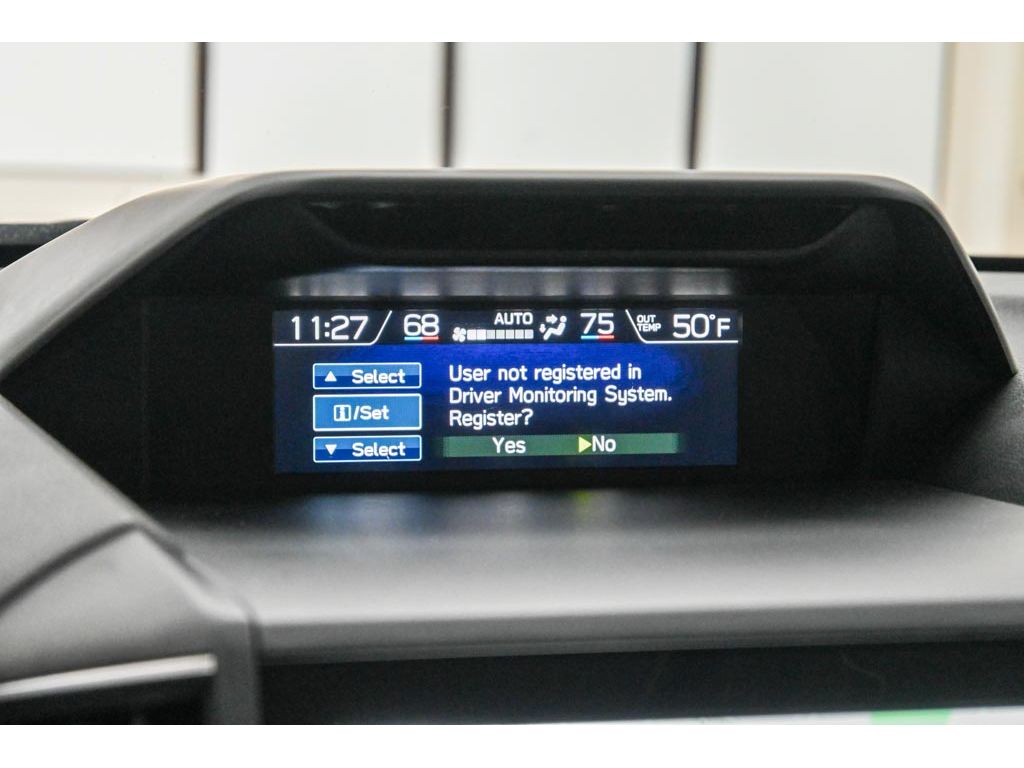 11:27 68 AUTO 75 OUT TEMP 50°F
▲ Select
i/Set
▼ Select
User not registered in
Driver Monitoring System.
Register?
Yes ▶No